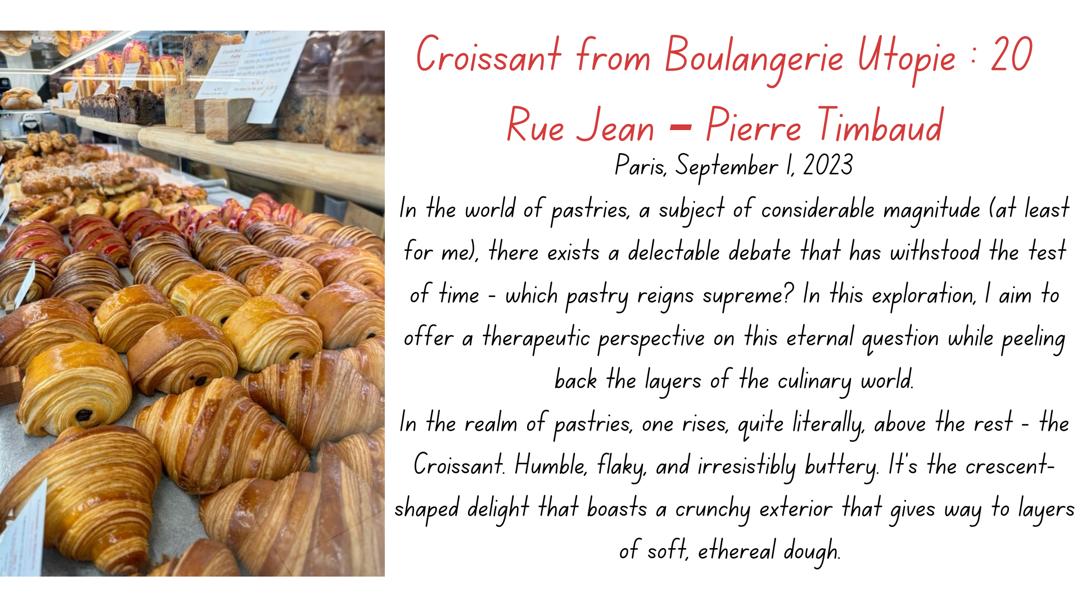 Croissant from Boulangerie Utopie : 20
Rue Jean – Pierre Timbaud
Paris, September 1, 2023
In the world of pastries, a subject of considerable magnitude (at least
for me), there exists a delectable debate that has withstood the test
of time - which pastry reigns supreme? In this exploration, I aim to
offer a therapeutic perspective on this eternal question while peeling
back the layers of the culinary world.
In the realm of pastries, one rises, quite literally, above the rest - the
Croissant. Humble, flaky, and irresistibly buttery. It's the crescent-
shaped delight that boasts a crunchy exterior that gives way to layers
of soft, ethereal dough.